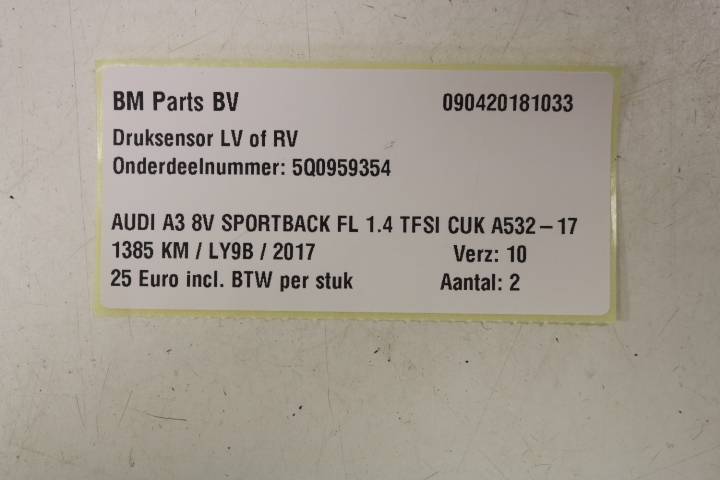 BM Parts BV 090420181033
Druksensor LV of RV
Onderdeelnummer: 5Q0959354
AUDI A3 8V SPORTBACK FL 1.4 TFSI CUK A532-17
1385 KM / LY9B / 2017 Verz: 10
25 Euro incl. BTW per stuk Aantal: 2